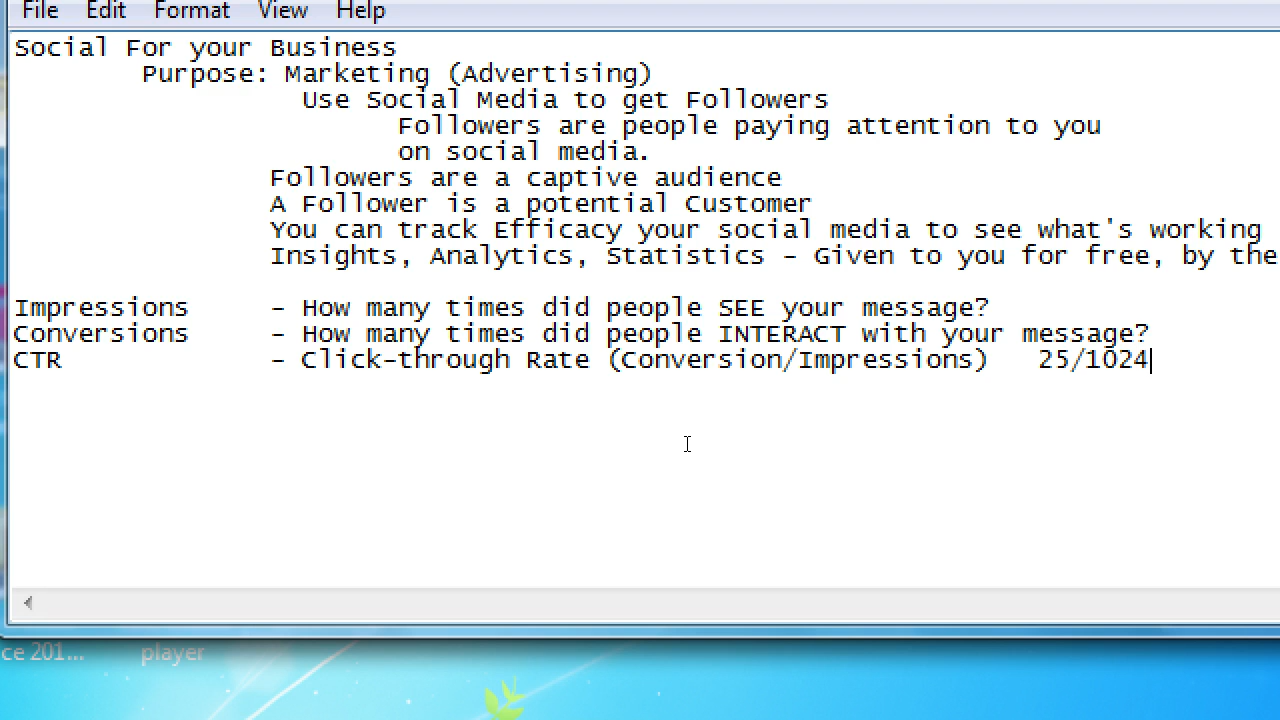 File Edit Format View Help
Social For your Business
Purpose: Marketing (Advertising)
Use Social Media to get Followers
Followers are people paying attention to you
on social media.
Followers are a captive audience
A Follower is a potential Customer
You can track Efficacy your social media to see what's working
Insights, Analytics, Statistics - Given to you for free, by the
Impressions - How many times did people SEE your message?
Conversions - How many times did people INTERACT with your message?
CTR - Click-through Rate (Conversion/Impressions) 25/1024
ce 201... player